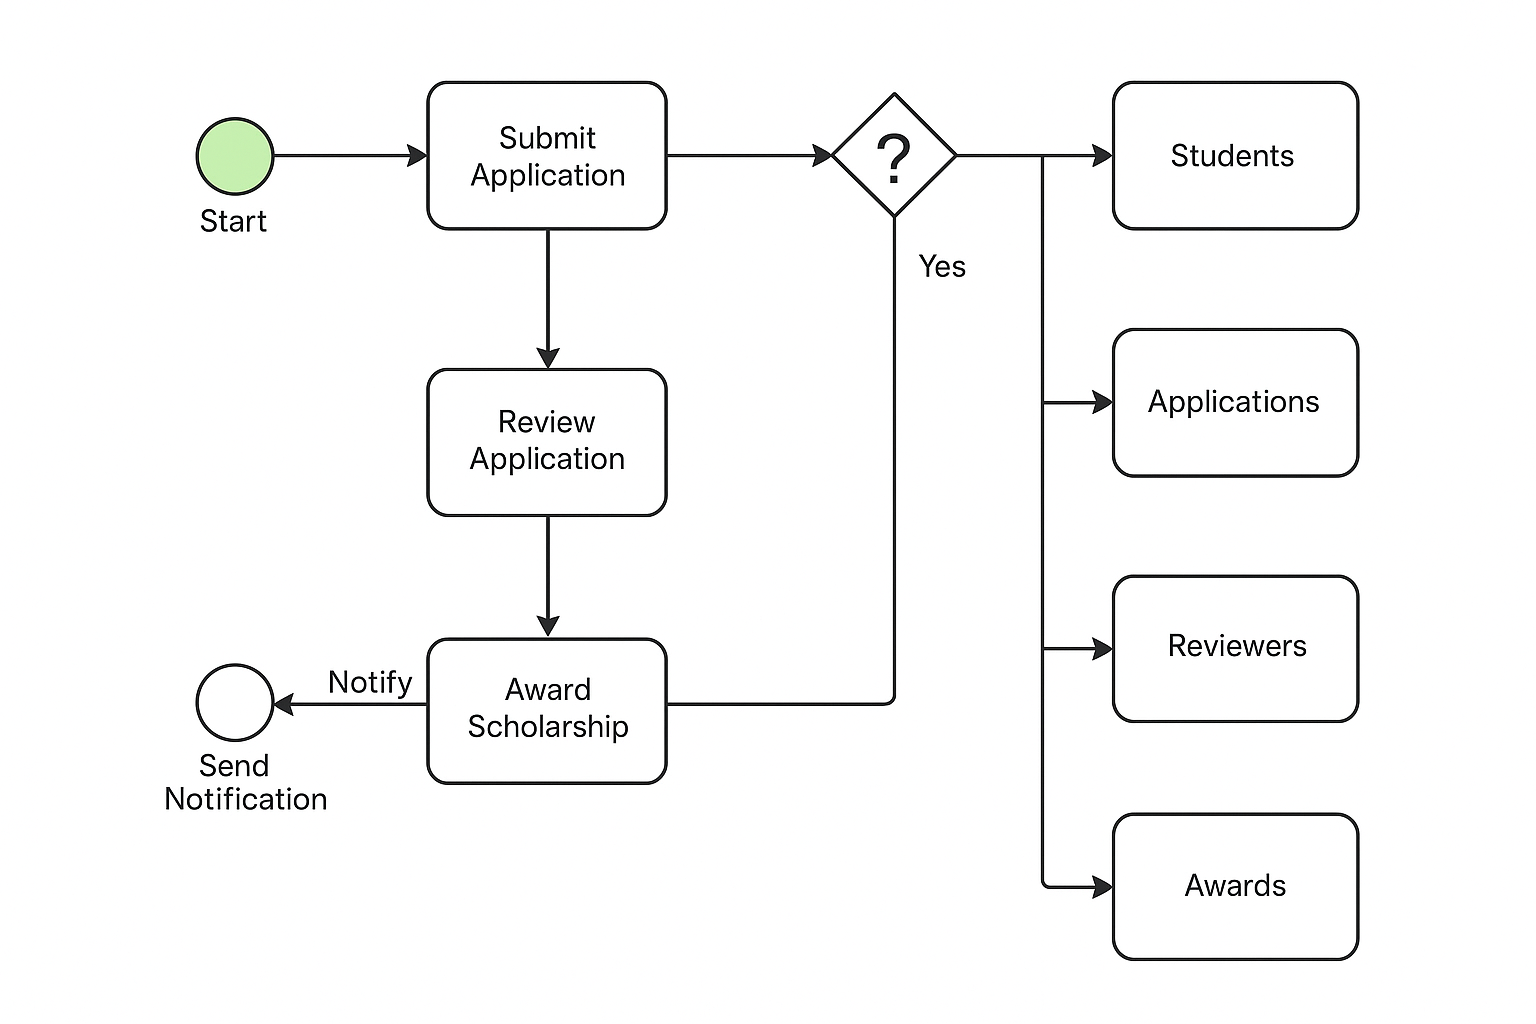 Start
Submit
Application
?
Yes
Students
Applications
Review
Application
Reviewers
Notify
Award
Scholarship
Send
Notification
Awards